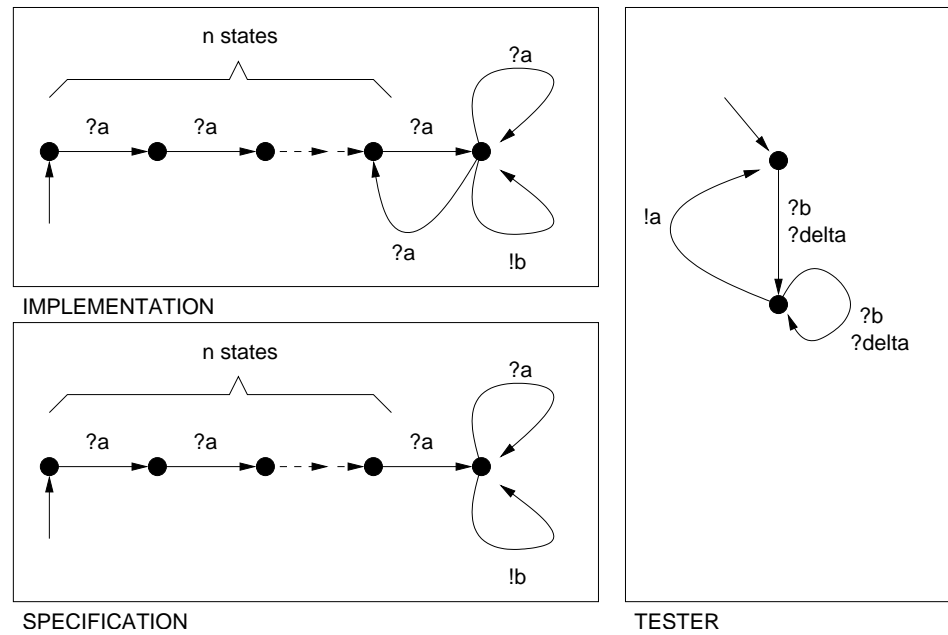 n states
?a
?a
?a
?a
?a
!b
IMPLEMENTATION
n states
?a
?a
?a
?a
!b
SPECIFICATION
!a
?b
?delta
?b
?delta
TESTER